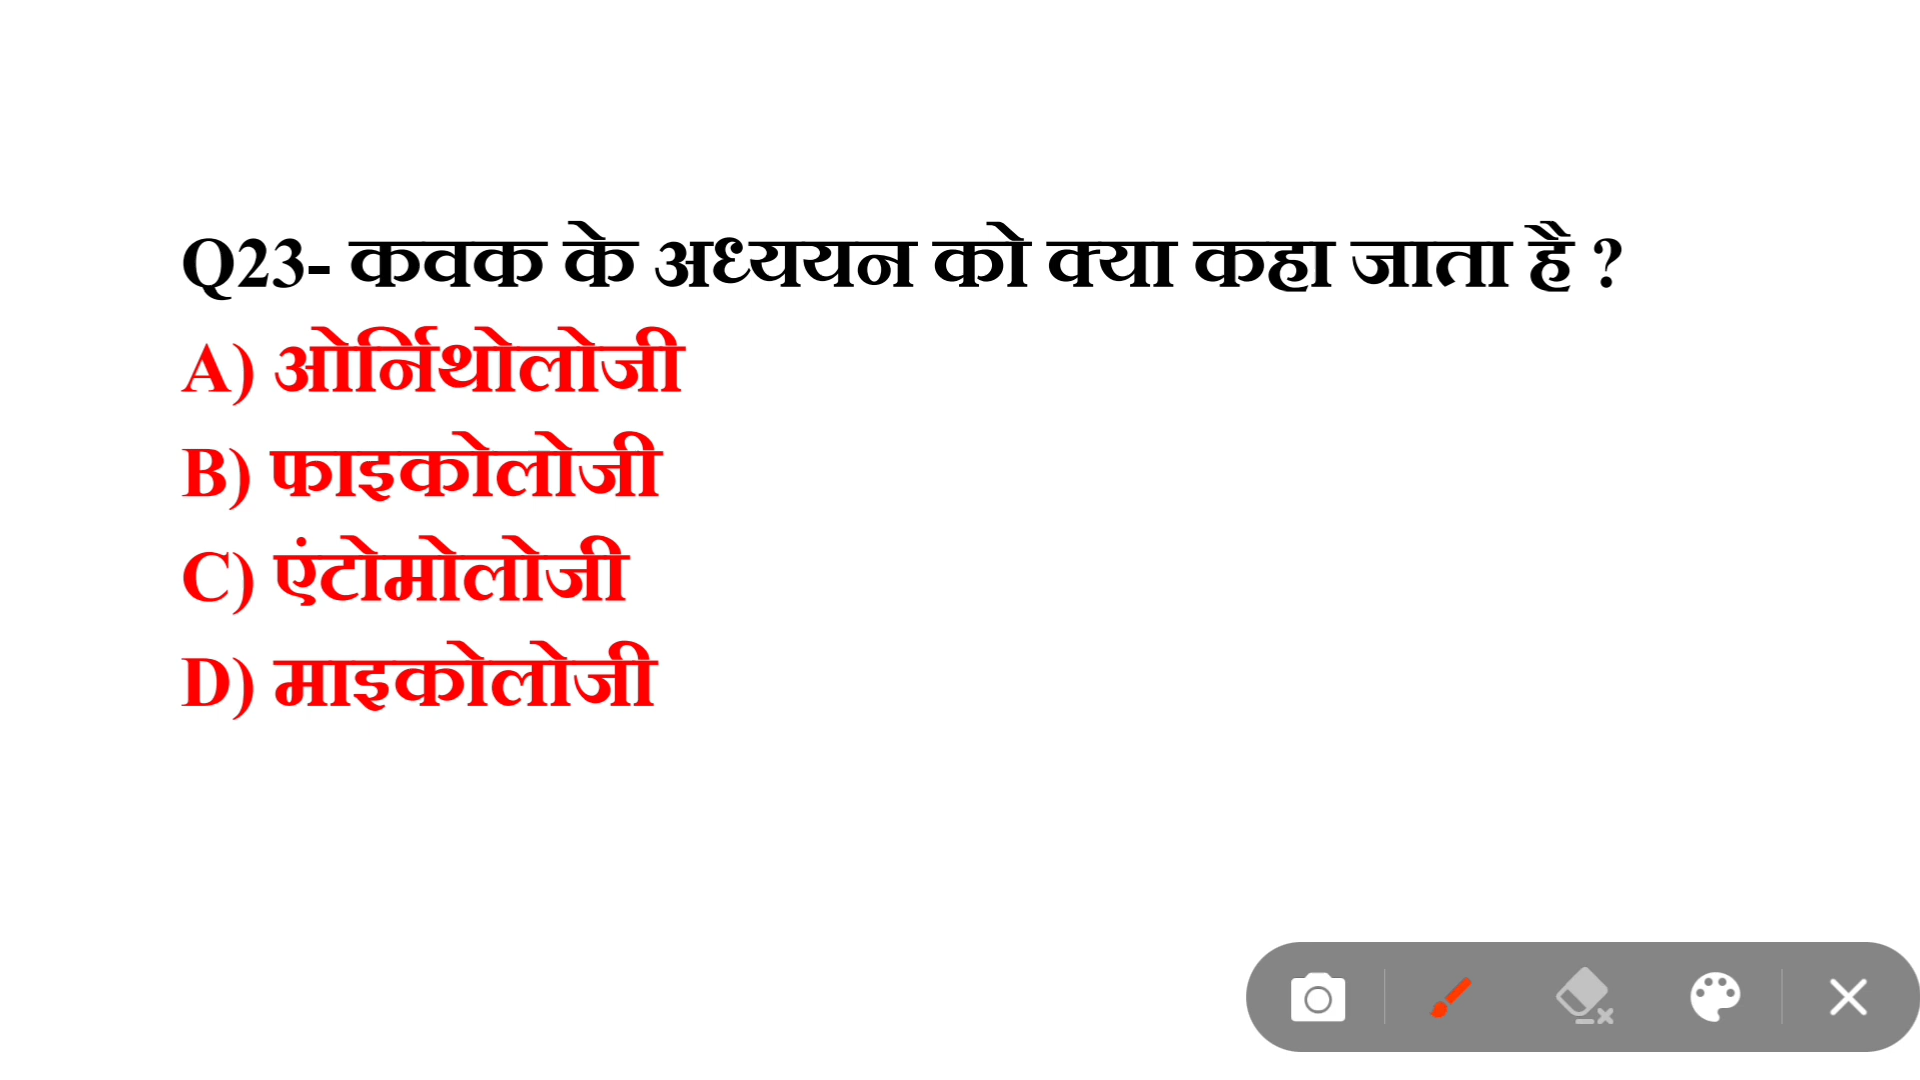 Q23- कवक के अध्ययन को क्या कहा जाता है ?
A) ओर्निथोलोजी
B) फाइकोलोजी
C) एंटोमोलोजी
D) माइकोलोजी